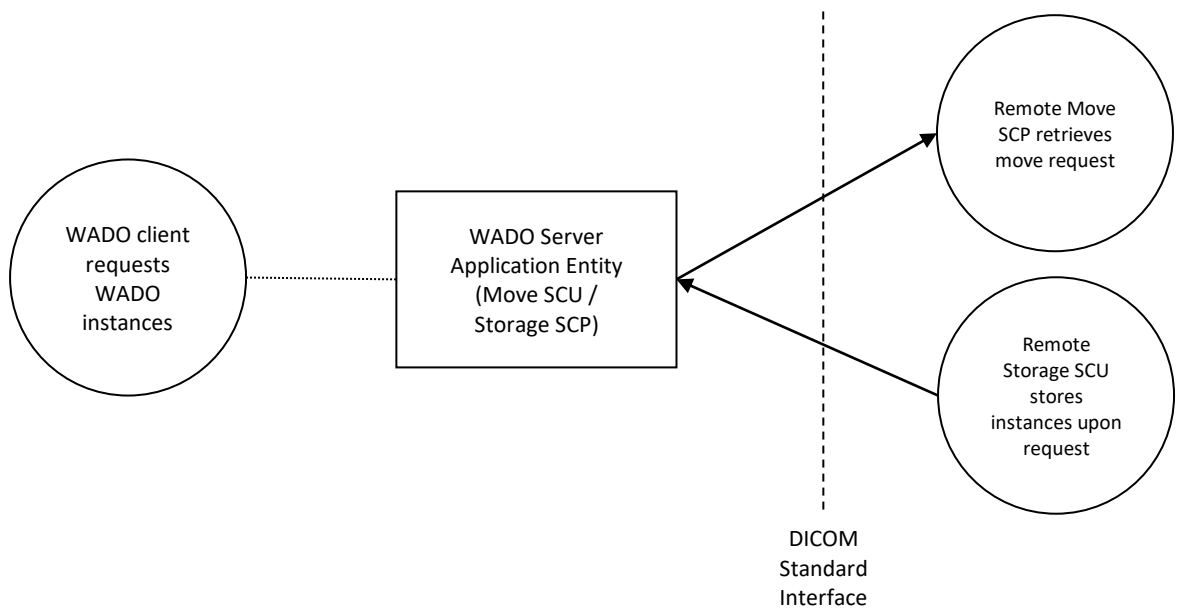 WADO client
requests
WADO
instances
WADO Server
Application Entity
(Move SCU /
Storage SCP)
Remote Move
SCP retrieves
move request
Remote
Storage SCU
stores
instances upon
request
DICOM
Standard
Interface